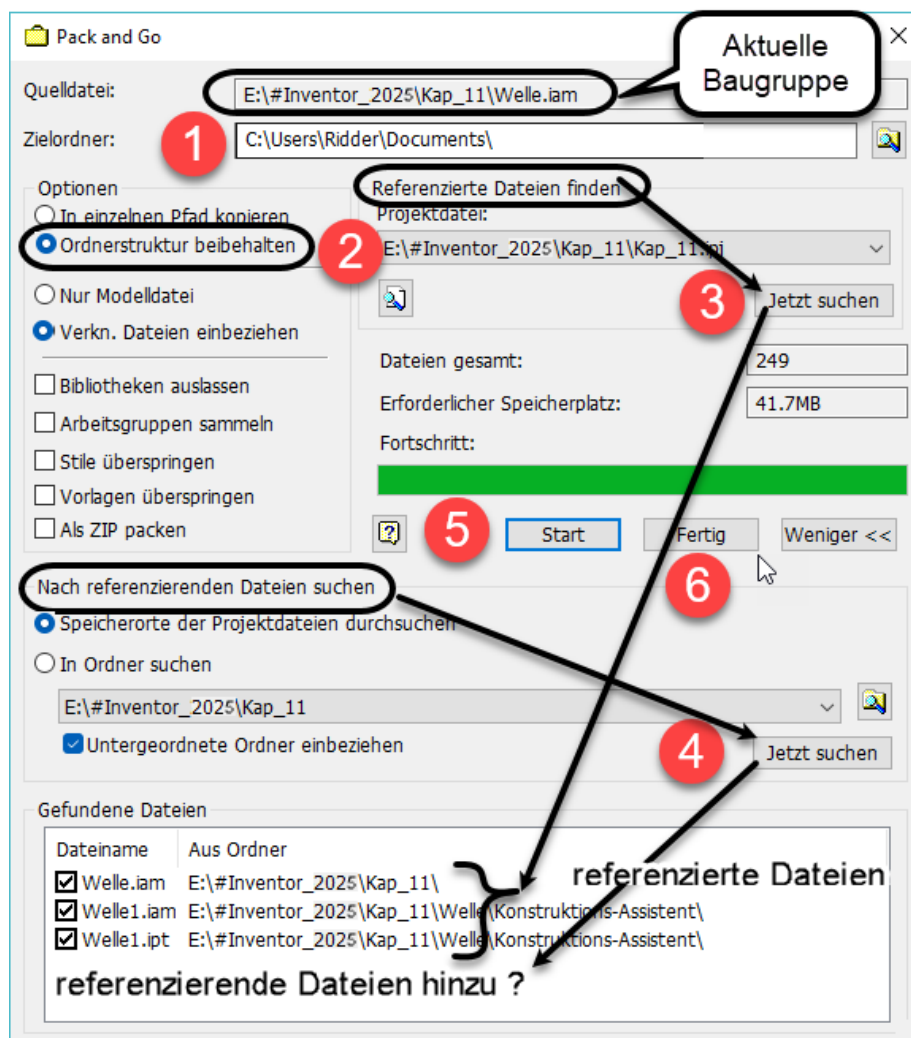 Pack and Go
Aktuelle
Baugruppe
Quelldatei: E:\#Inventor_2025\Kap_11\Welle.iam
1
Zielordner: C:\Users\Ridder\Documents\
Optionen
In einzelnen Pfad kopieren
Ordnerstruktur beibehalten
2
Nur Modelldatei
Verkn. Dateien einbeziehen
Bibliotheken auslassen
Arbeitsgruppen sammeln
Stile überspringen
Vorlagen überspringen
Als ZIP packen
Referenzierte Dateien finden
Projektdatei:
E:\#Inventor_2025\Kap_11\Kap_11.ipj
3
Jetzt suchen
Dateien gesamt: 249
Erforderlicher Speicherplatz: 41.7MB
Fortschritt:
5
Start Fertig Weniger <<
6
Nach referenzierenden Dateien suchen
Speicherorte der Projektdateien durchsuchen
In Ordner suchen
E:\#Inventor_2025\Kap_11
Untergeordnete Ordner einbeziehen
4
Jetzt suchen
Gefundene Dateien
Dateiname Aus Ordner
Welle.iam E:\#Inventor_2025\Kap_11\
referenzierte Dateien
Welle1.iam E:\#Inventor_2025\Kap_11\Welle\Konstruktions-Assistent\
Welle1.ipt E:\#Inventor_2025\Kap_11\Welle\Konstruktions-Assistent\
referenzierende Dateien hinzu ?